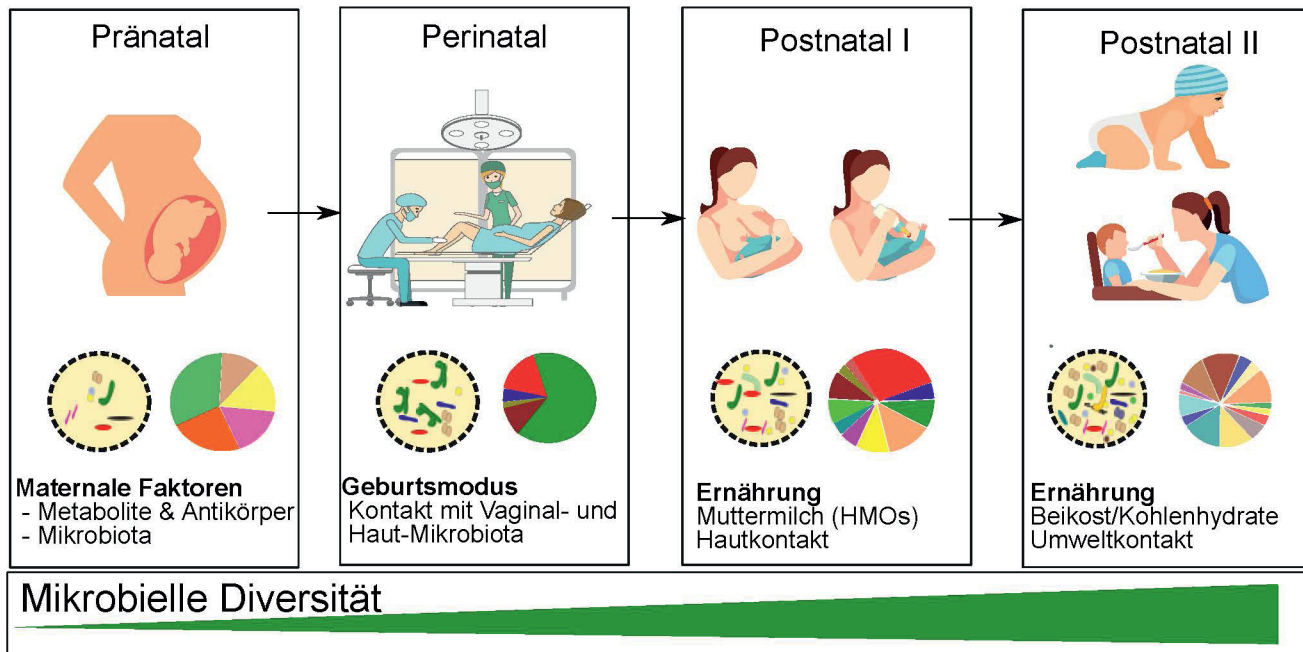 Pränatal
Maternale Faktoren
- Metabolite & Antikörper
- Mikrobiota
Perinatal
Geburtsmodus
Kontakt mit Vaginal- und
Haut-Mikrobiota
Postnatal I
Ernährung
Muttermilch (HMOs)
Hautkontakt
Postnatal II
Ernährung
Beikost/Kohlenhydrate
Umweltkontakt
Mikrobielle Diversität